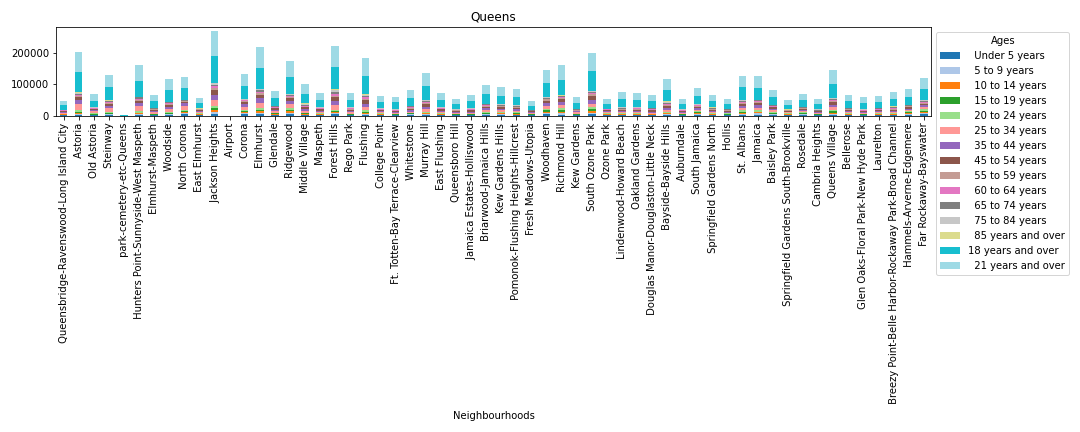 Queens
200000
100000
0
Queensbridge-Ravenswood-Long Island City
Astoria
Old Astoria
Steinway
park-cemetery-etc-Queens
Hunters Point-Sunnyside-West Maspeth
Elmhurst-Maspeth
Woodside
North Corona
East Elmhurst
Jackson Heights
Airport
Corona
Elmhurst
Glendale
Ridgewood
Middle Village
Maspeth
Forest Hills
Rego Park
Flushing
College Point
Ft. Totten-Bay Terrace-Clearview
Whitestone
Murray Hill
East Flushing
Queensboro Hill
Jamaica Estates-Holliswood
Briarwood-Jamaica Hills
Kew Gardens Hills
Pomonok-Flushing Heights-Hillcrest
Fresh Meadows-Utopia
Woodhaven
Richmond Hill
Kew Gardens
South Ozone Park
Ozone Park
Lindenwood-Howard Beach
Oakland Gardens
Douglas Manor-Douglaston-Little Neck
Bayside-Bayside Hills
Auburndale
South Jamaica
Springfield Gardens North
Hollis
St. Albans
Jamaica
Baisley Park
Springfield Gardens South-Brookville
Rosedale
Cambria Heights
Queens Village
Bellerose
Glen Oaks-Floral Park-New Hyde Park
Laurelton
Breezy Point-Belle Harbor-Rockaway Park-Broad Channel
Hammels-Arverne-Edgemere
Far Rockaway-Bayswater
Neighbourhoods
Ages
Under 5 years
5 to 9 years
10 to 14 years
15 to 19 years
20 to 24 years
25 to 34 years
35 to 44 years
45 to 54 years
55 to 59 years
60 to 64 years
65 to 74 years
75 to 84 years
85 years and over
18 years and over
21 years and over